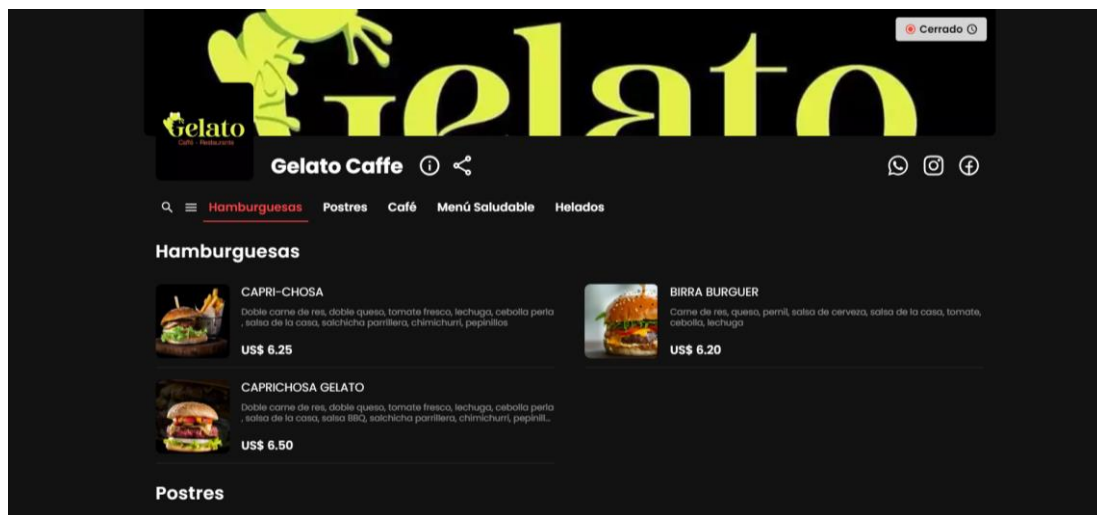 Gelato
Cerrado
Gelato
Café - Restaurante
Gelato Caffe
Hamburguesas
Postres
Café
Menú Saludable
Helados
Hamburguesas
CAPRI-CHOSA
Doble carne de res, doble queso, tomate fresco, lechuga, cebolla perla
, salsa de la casa, salchicha parrillera, chimichurri, pepinillos
US$ 6.25
BIRRA BURGUER
Carne de res, queso, pernil, salsa de cerveza, salsa de la casa, tomate,
cebolla, lechuga
US$ 6.20
CAPRICHOSA GELATO
Doble carne de res, doble queso, tomate fresco, lechuga, cebolla perla
, salsa de la casa, salsa BBQ, salchicha parrillera, chimichurri, pepinill...
US$ 6.50
Postres